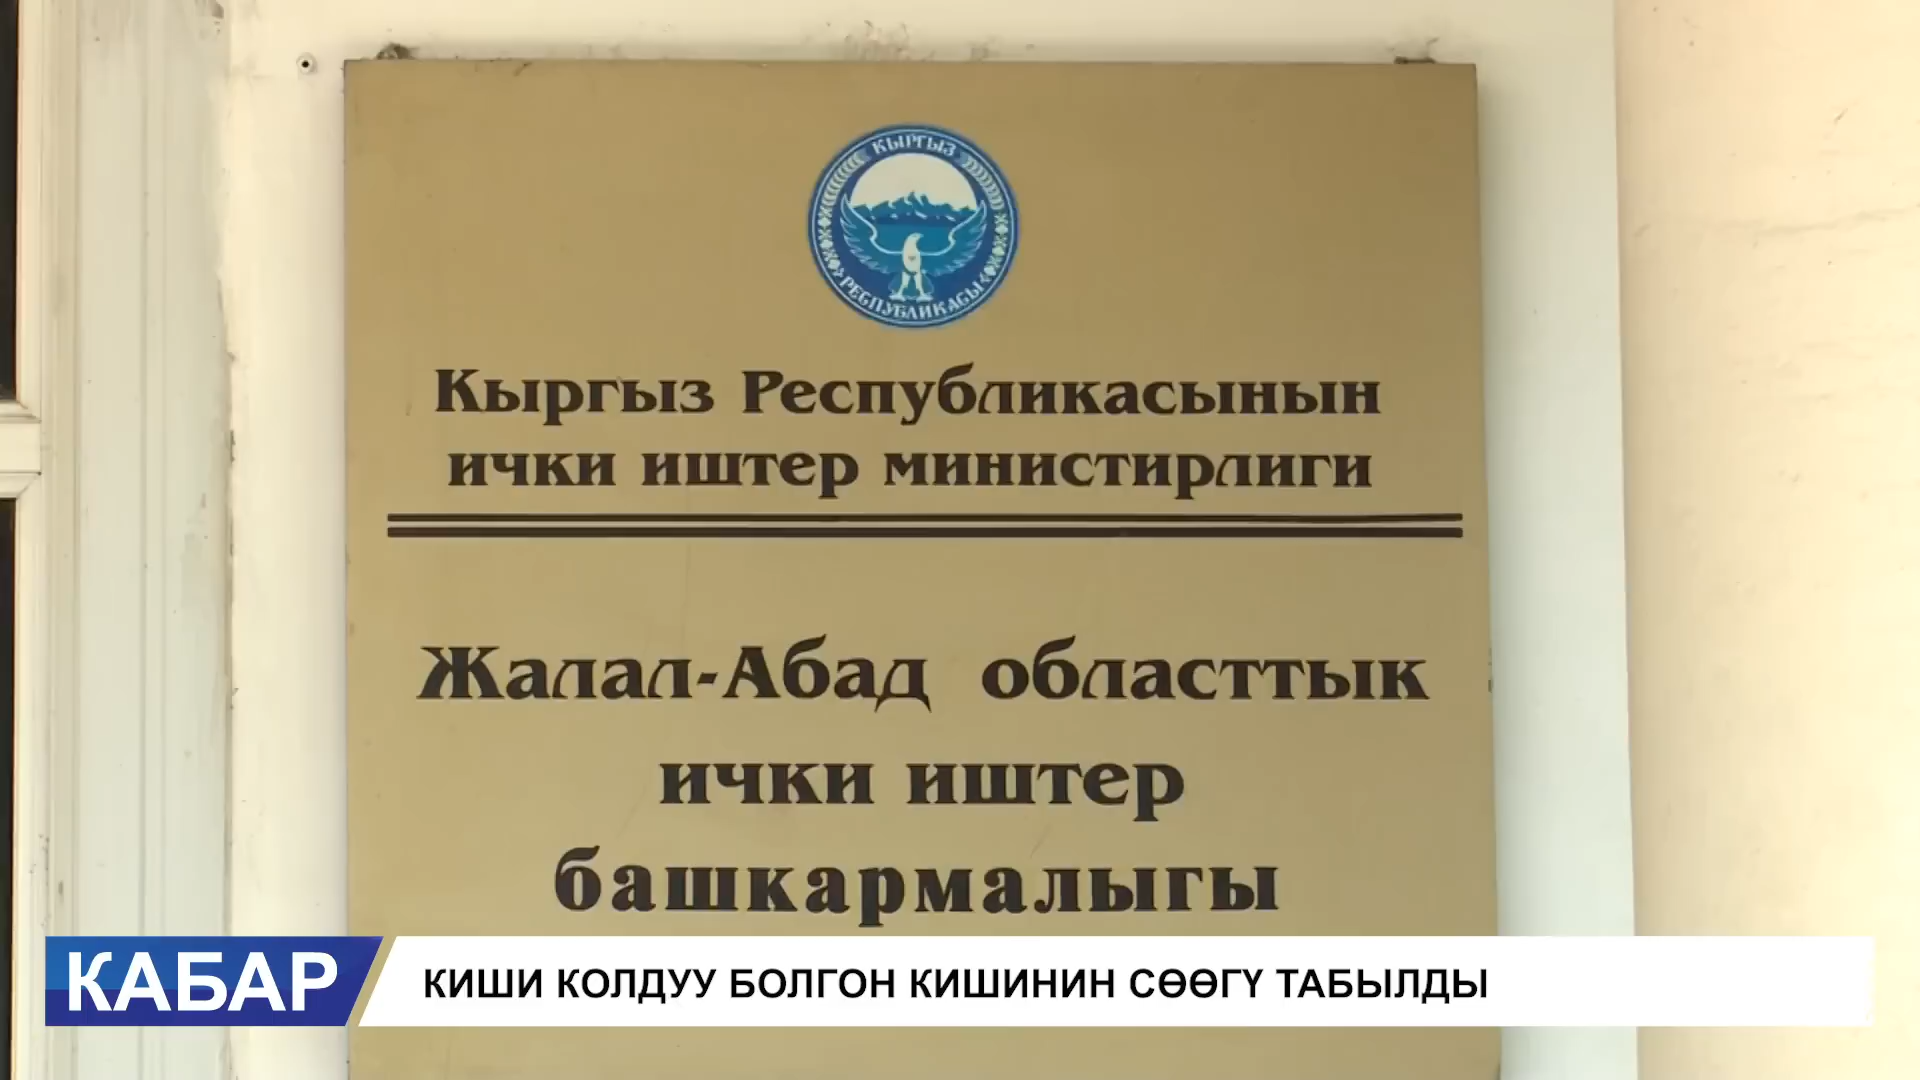 КЫРГЫЗ
РЕСПУБЛИКАСЫ
Кыргыз Республикасынын
ички иштер министирлиги
Жалал-Абад областтык
ички иштер
башкармалыгы
КАБАР
КИШИ КОЛДУУ БОЛГОН КИШИНИН СӨӨГҮ ТАБЫЛДЫ